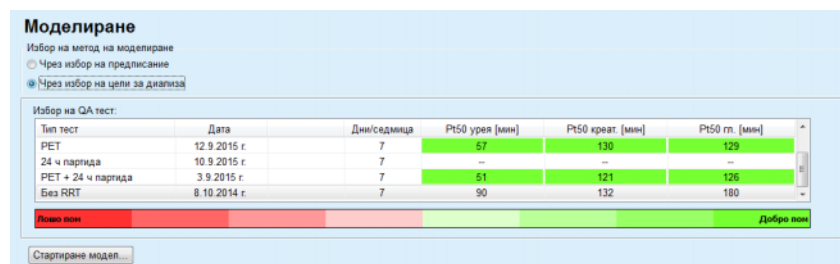 Моделиране
Избор на метод на моделиране
Чрез избор на предписание
Чрез избор на цели за диализа
Избор на QA тест:
Тип тест Дата Дни/седмица Pt50 урея [мин] Pt50 креат. [мин] Pt50 гл. [мин]
PET 12.9.2015 г. 7 57 130 129
24 ч партида 10.9.2015 г. 7 -- -- --
PET + 24 ч партида 3.9.2015 г. 7 51 121 126
Без RRT 8.10.2014 г. 7 90 132 180
Лошо пон Добро пон
Стартиране модел...